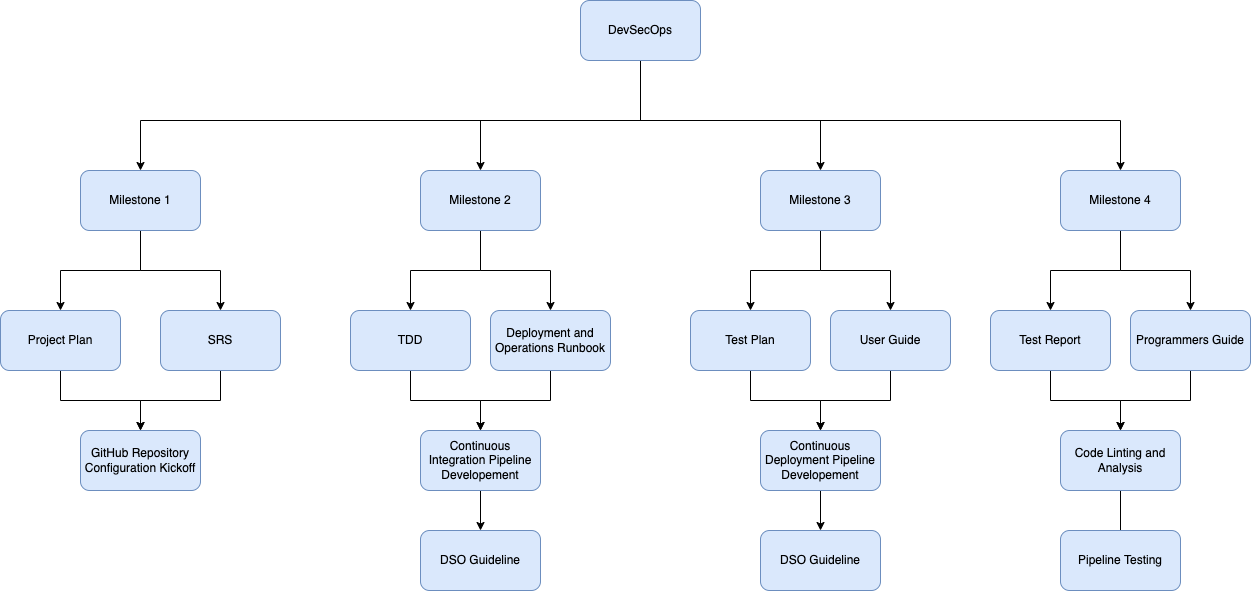 DevSecOps
Milestone 1
Milestone 2
Milestone 3
Milestone 4
Project Plan
SRS
TDD
Deployment and
Operations Runbook
Test Plan
User Guide
Test Report
Programmers Guide
GitHub Repository
Configuration Kickoff
Continuous
Integration Pipeline
Developement
Continuous
Deployment Pipeline
Developement
Code Linting and
Analysis
DSO Guideline
DSO Guideline
Pipeline Testing